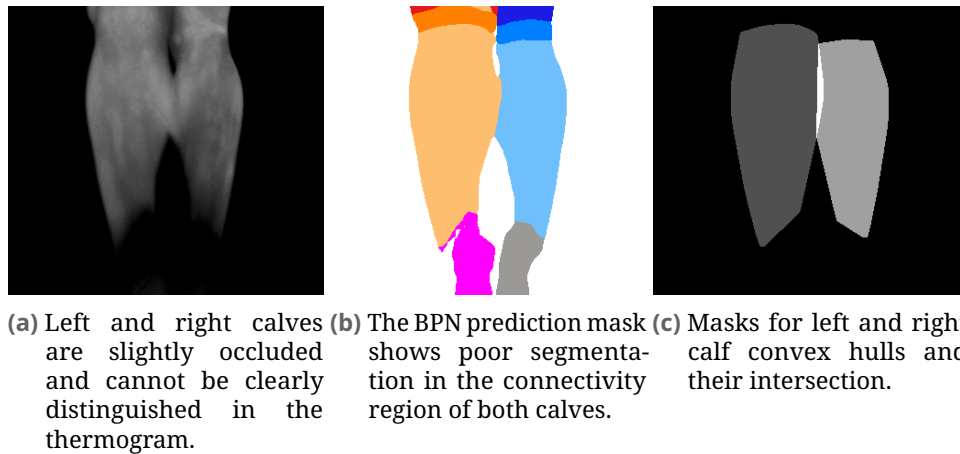 (a) Left and right calves
are slightly occluded
and cannot be clearly
distinguished in the
thermogram.
(b) The BPN prediction mask
shows poor segmenta-
tion in the connectivity
region of both calves.
(c) Masks for left and right
calf convex hulls and
their intersection.